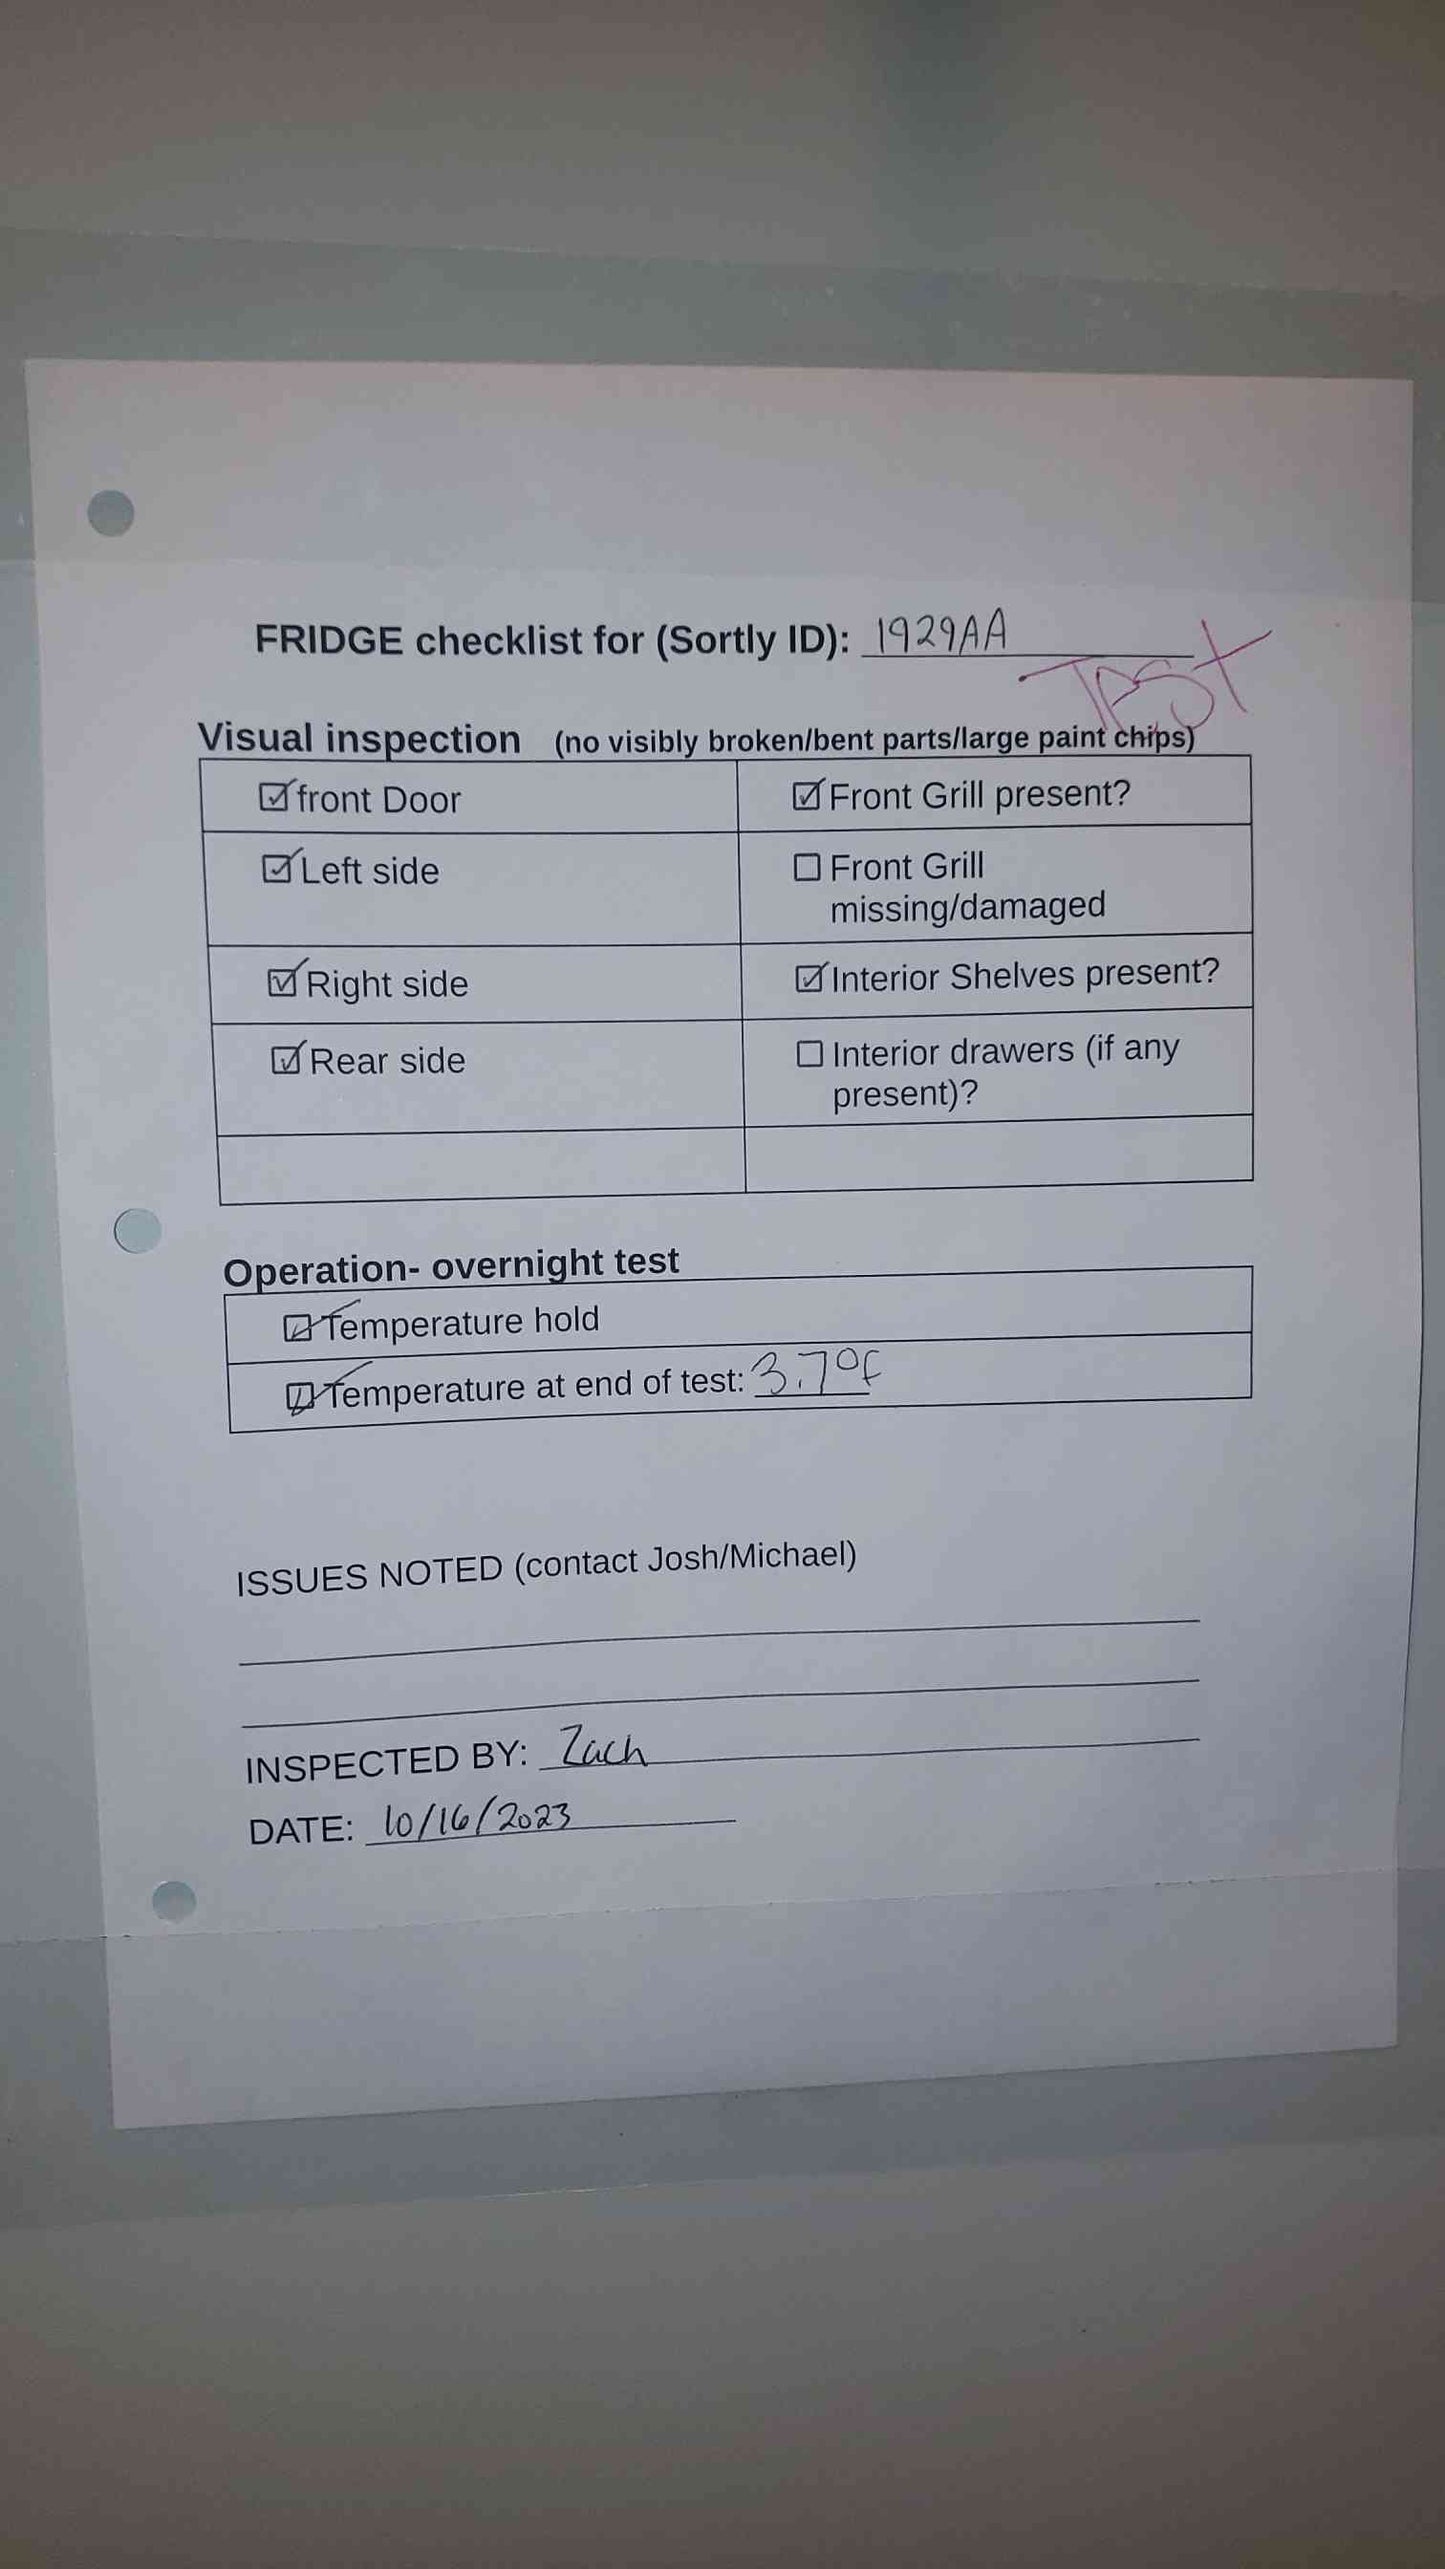 FRIDGE checklist for (Sortly ID): 1929AA
Test
Visual inspection (no visibly broken/bent parts/large paint chips)
☑ front Door ☑ Front Grill present?
☑ Left side ☐ Front Grill
missing/damaged
☑ Right side ☑ Interior Shelves present?
☑ Rear side ☐ Interior drawers (if any
present)?
Operation- overnight test
☑ Temperature hold
☑ Temperature at end of test: 3.7°F
ISSUES NOTED (contact Josh/Michael)
INSPECTED BY: Zach
DATE: 10/16/2023